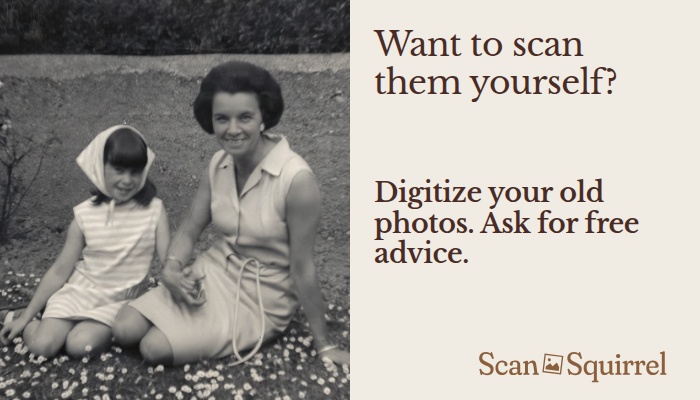 Want to scan
them yourself?
Digitize your old
photos. Ask for free
advice.
Scan Squirrel